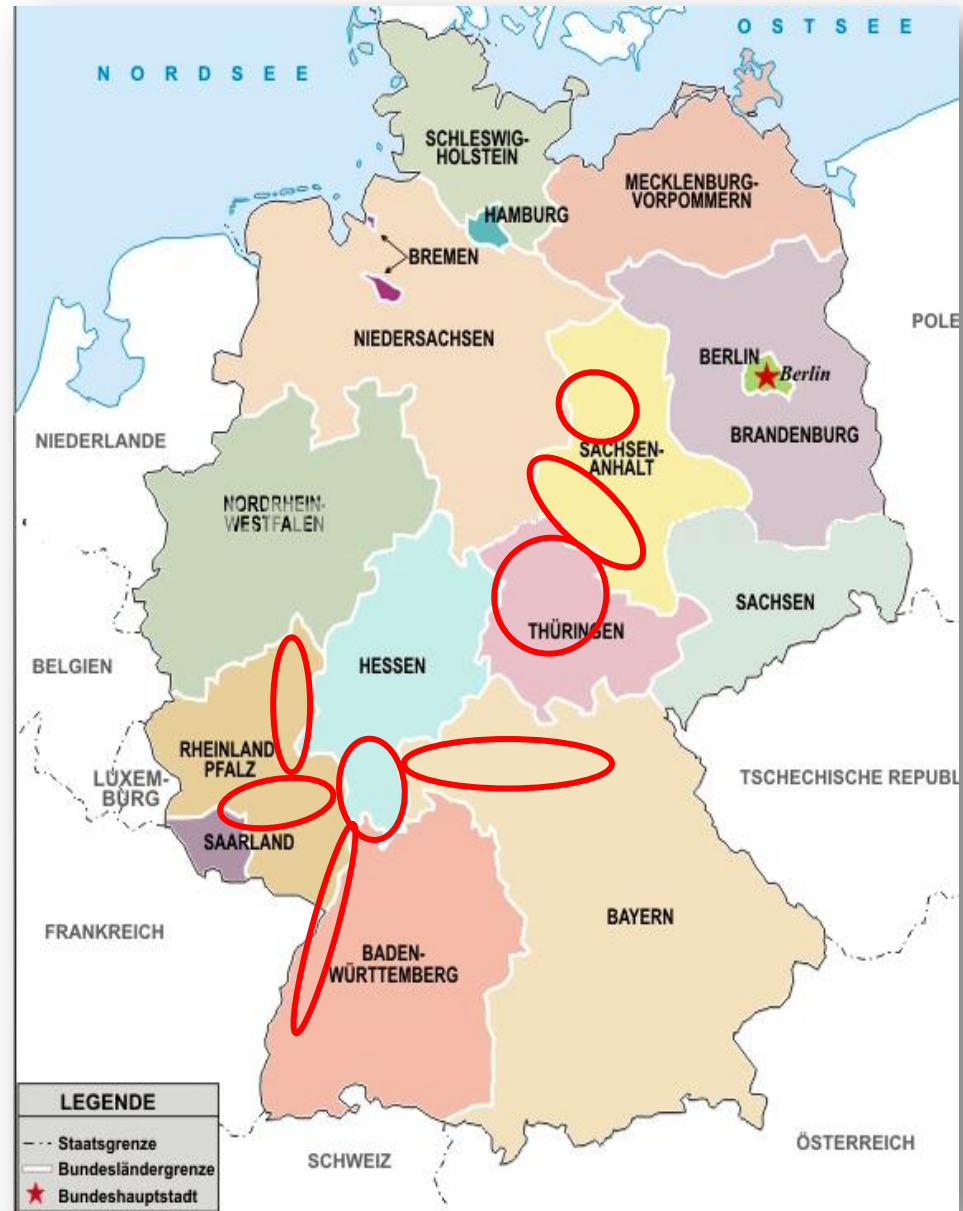 OSTSEE
NORDSEE
SCHLESWIG-
HOLSTEIN
MECKLENBURG-
VORPOMMERN
HAMBURG
BREMEN
NIEDERSACHSEN
POLE
BERLIN
Berlin
NIEDERLANDE
BRANDENBURG
SACHSEN-
ANHALT
NORDRHEIN-
WESTFALEN
SACHSEN
THÜRINGEN
BELGIEN
HESSEN
RHEINLAND
PFALZ
LUXEM-
BURG
TSCHECHISCHE REPUBL
SAARLAND
BAYERN
FRANKREICH
BADEN-
WÜRTTEMBERG
LEGENDE
Staatsgrenze
Bundesländergrenze
Bundeshauptstadt
SCHWEIZ
ÖSTERREICH